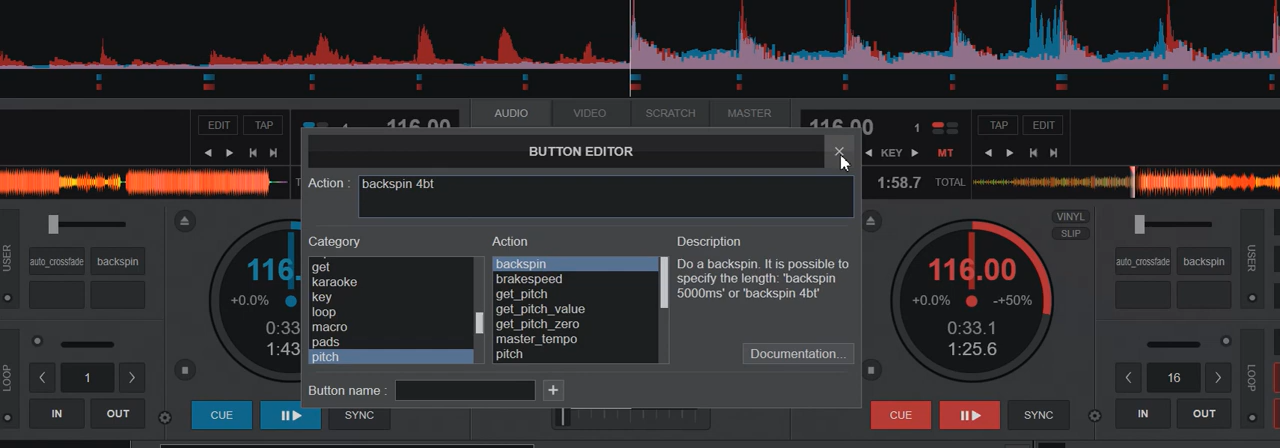 AUDIO VIDEO SCRATCH MASTER
EDIT TAP
116.00
1
116.00
1
TAP EDIT
KEY MT
BUTTON EDITOR
Action : backspin 4bt
1:58.7 TOTAL
Category
get
karaoke
key
loop
macro
pads
pitch
Action
backspin
brakespeed
get_pitch
get_pitch_value
get_pitch_zero
master_tempo
pitch
Description
Do a backspin. It is possible to
specify the length: 'backspin
5000ms' or 'backspin 4bt'
Documentation...
Button name :
+
USER
auto_crossfade backspin
116.
+0.0%
0:33
1:43
LOOP
1
IN OUT
CUE SYNC
VINYL
SLIP
116.00
+0.0% -+50%
0:33.1
1:25.6
auto_crossfade backspin
USER
16
LOOP
CUE SYNC
IN OUT